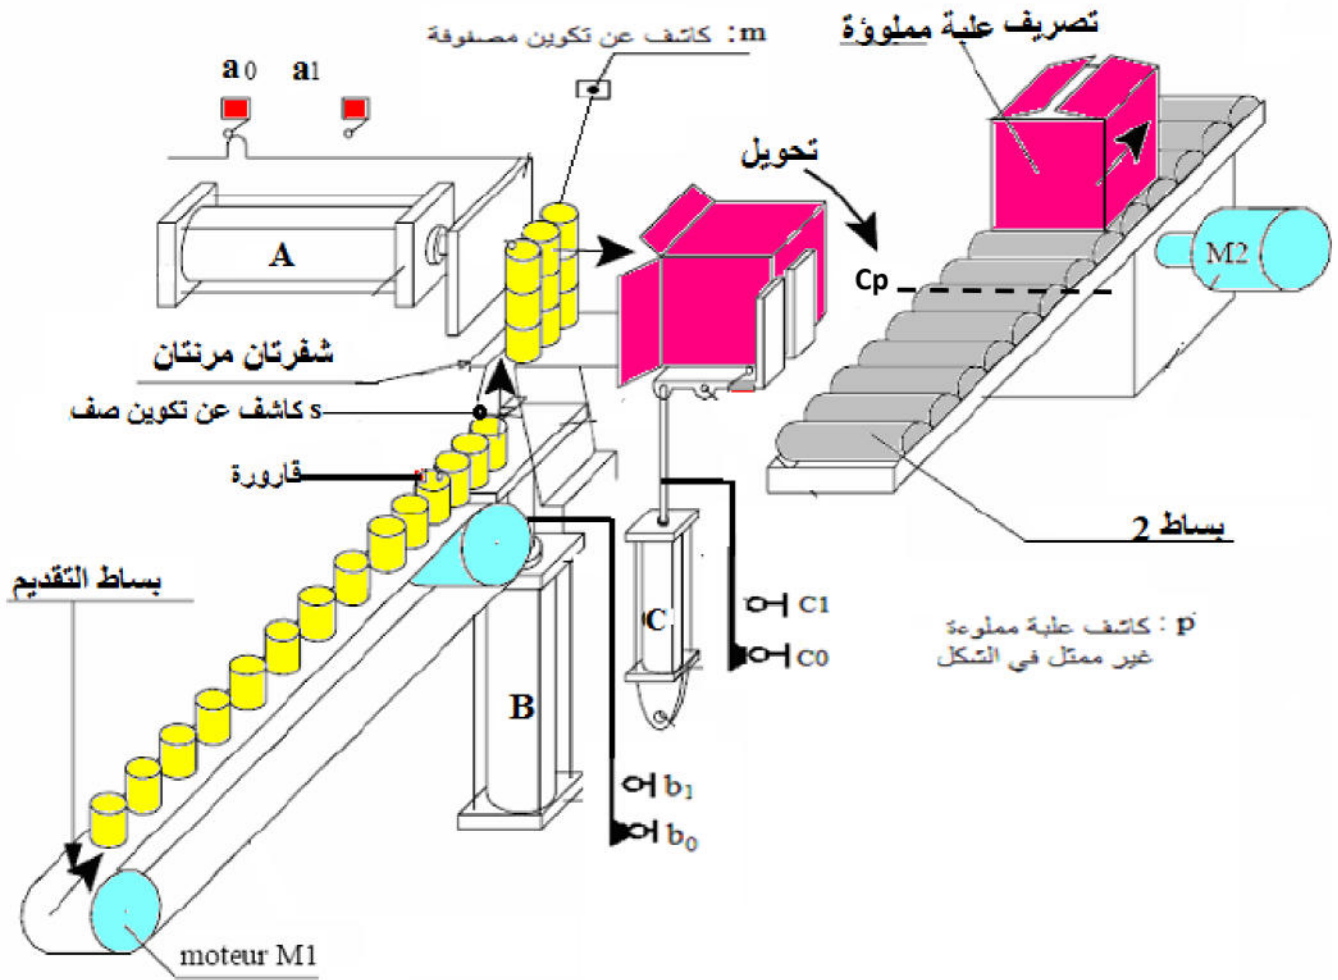 m: كاشف عن تكوين مصفوفة
تصريف علبة مملوؤة
a0
a1
تحويل
A
Cp
M2
شفرتان مرنتان
s كاشف عن تكوين صف
قارورة
بساط 2
بساط التقديم
C
C1
C0
p : كاشف علبة مملوءة
غير ممثل في الشكل
B
b1
b0
moteur M1